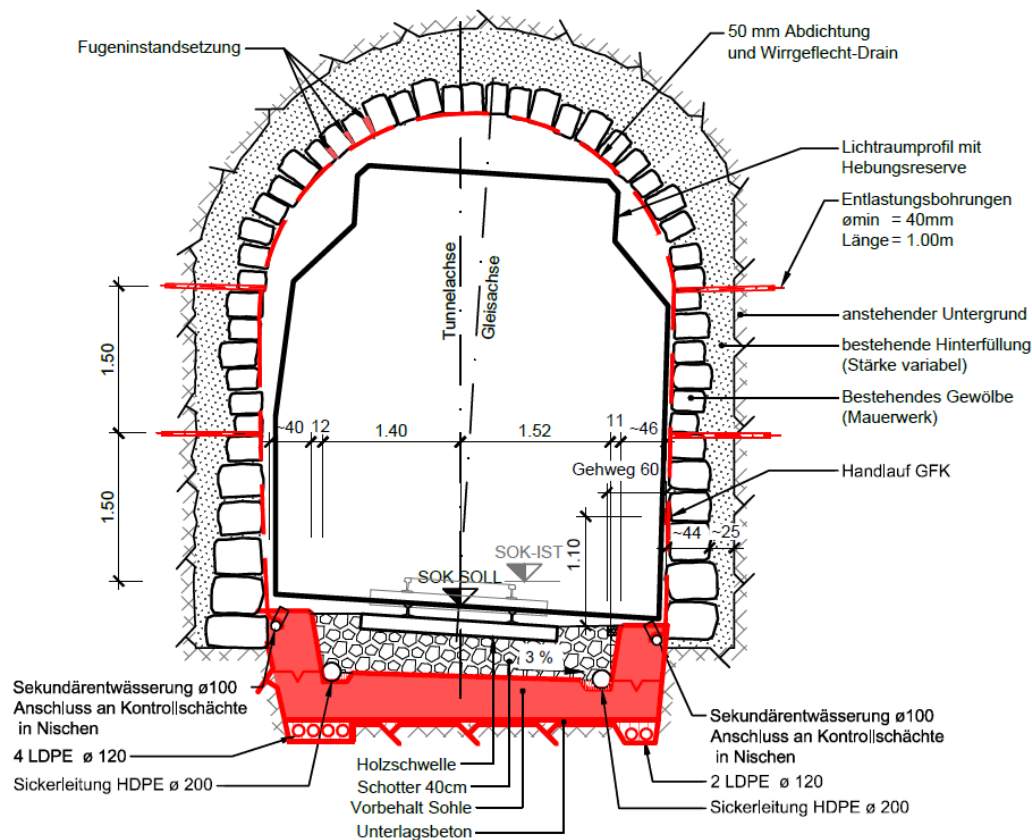 Fugeninstandsetzung
50 mm Abdichtung
und Wirrgeflecht-Drain
Lichtraumprofil mit
Hebungsreserve
Entlastungsbohrungen
ømin = 40mm
Länge = 1.00m
Tunnelachse
Gleisachse
anstehender Untergrund
bestehende Hinterfüllung
(Stärke variabel)
Bestehendes Gewölbe
(Mauerwerk)
1.50
1.50
~40
12
1.40
1.52
11
~46
Gehweg 60
Handlauf GFK
~44
~25
1.10
SOK-IST
SOK SOLL
3 %
Sekundärentwässerung ø100
Anschluss an Kontrollschächte
in Nischen
4 LDPE ø 120
Sickerleitung HDPE ø 200
Holzschwelle
Schotter 40cm
Vorbehalt Sohle
Unterlagsbeton
Sekundärentwässerung ø100
Anschluss an Kontrollschächte
in Nischen
2 LDPE ø 120
Sickerleitung HDPE ø 200